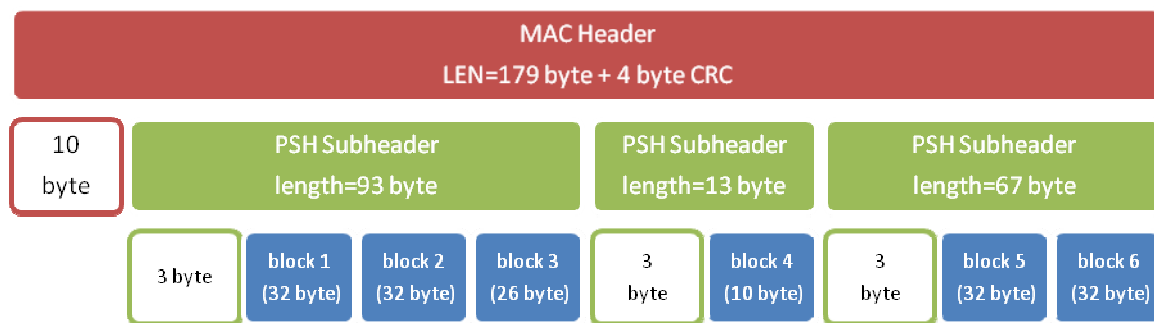 MAC Header
LEN=179 byte + 4 byte CRC
10
byte
PSH Subheader
length=93 byte
PSH Subheader
length=13 byte
PSH Subheader
length=67 byte
3 byte
block 1
(32 byte)
block 2
(32 byte)
block 3
(26 byte)
3
byte
block 4
(10 byte)
3
byte
block 5
(32 byte)
block 6
(32 byte)